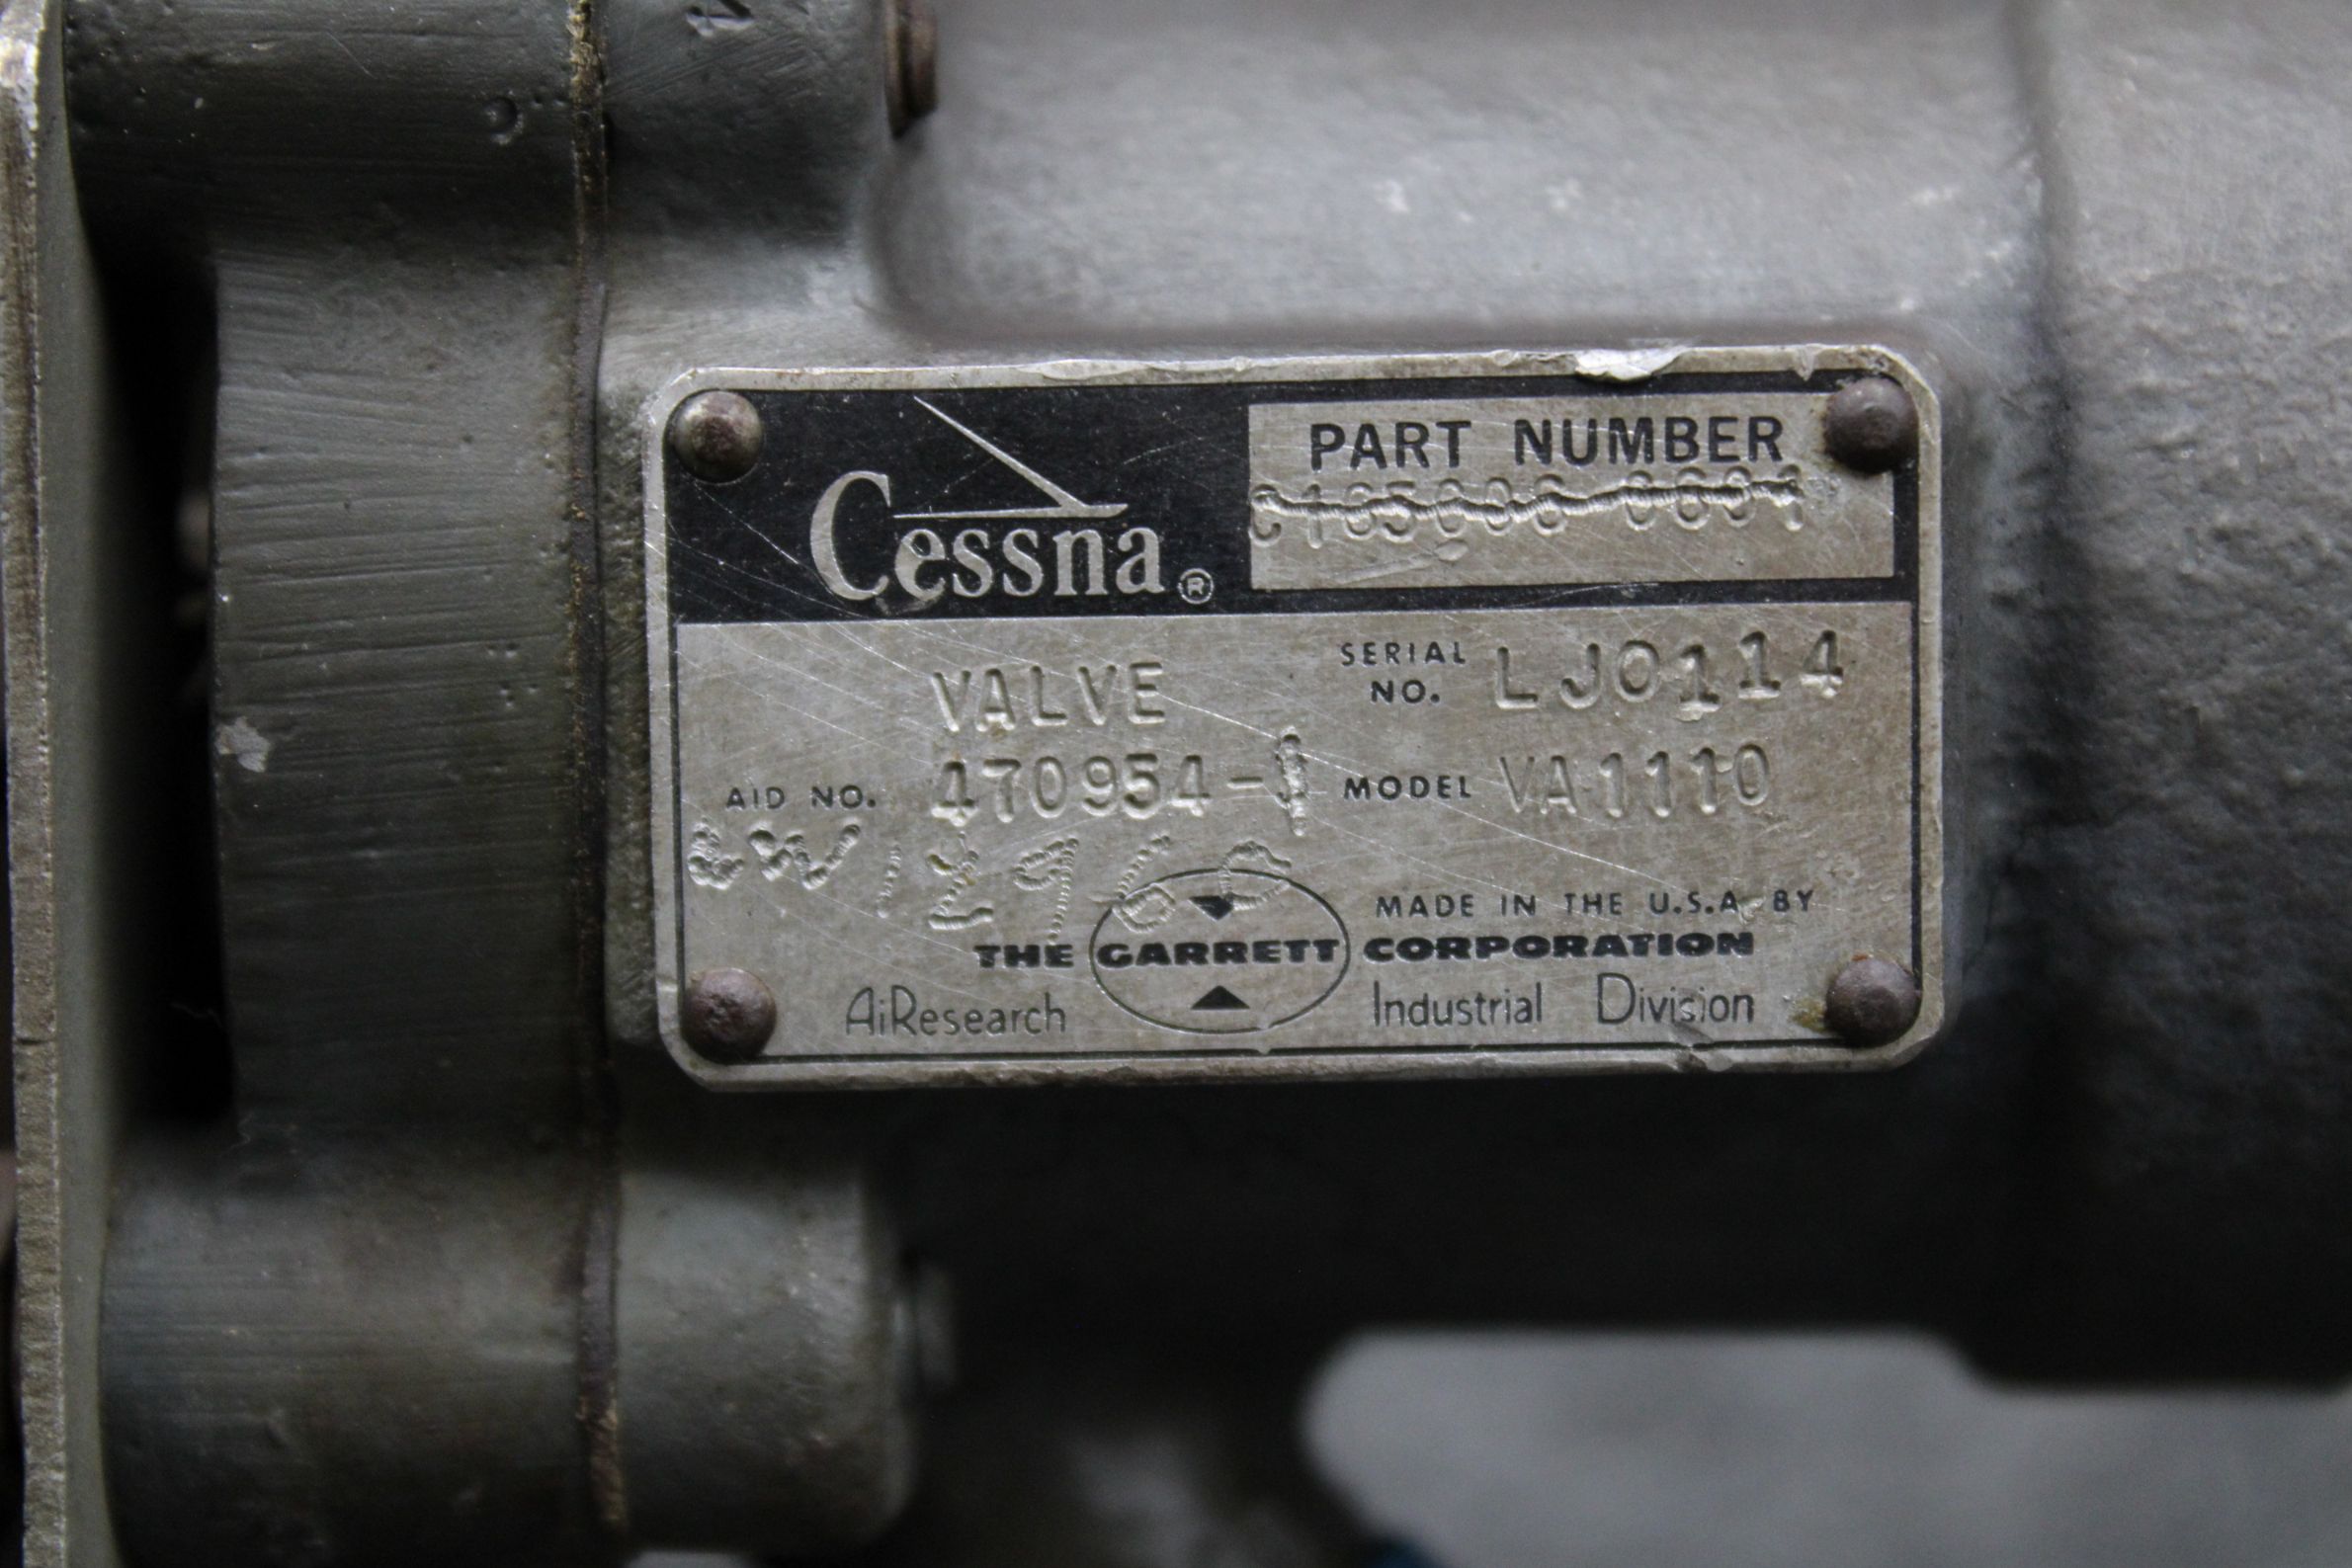 Cessna®
PART NUMBER
VALVE
SERIAL NO. LJ0114
AID NO. 470954-
MODEL VA1110
MADE IN THE U.S.A. BY
THE GARRETT CORPORATION
AiResearch Industrial Division